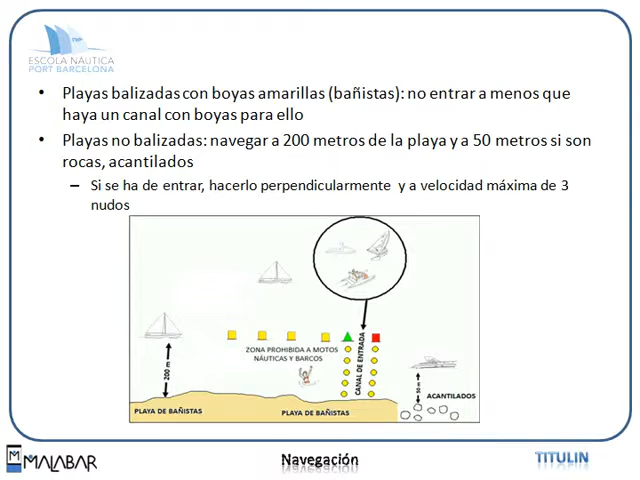 ESCOLA NÀUTICA
PORT BARCELONA
• Playas balizadas con boyas amarillas (bañistas): no entrar a menos que
haya un canal con boyas para ello
• Playas no balizadas: navegar a 200 metros de la playa y a 50 metros si son
rocas, acantilados
– Si se ha de entrar, hacerlo perpendicularmente y a velocidad máxima de 3
nudos
ZONA PROHIBIDA A MOTOS
NÁUTICAS Y BARCOS
CANAL DE ENTRADA
200 m
50 m
ACANTILADOS
PLAYA DE BAÑISTAS
PLAYA DE BAÑISTAS
MALABAR
Navegación
TITULIN